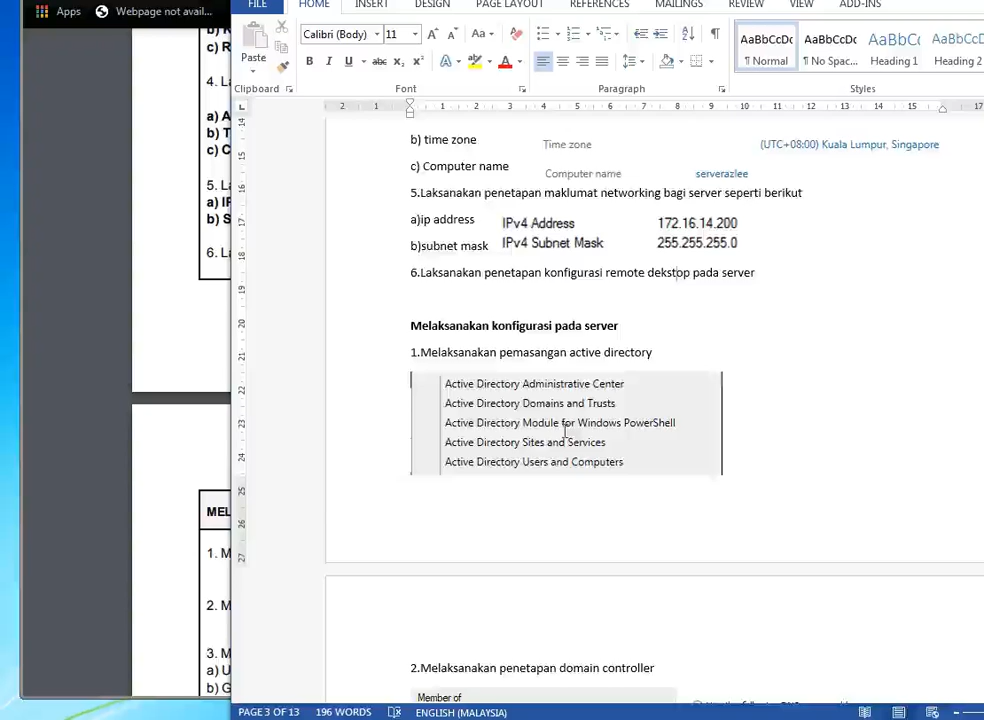 Apps Webpage not avail...
FILE HOME INSERT DESIGN PAGE LAYOUT REFERENCES MAILINGS REVIEW VIEW ADD-INS
Calibri (Body) 11
Paste
AaBbCcDc AaBbCcDc AaBbCc AaBbCcD
¶ Normal ¶ No Spac... Heading 1 Heading 2
Clipboard Font Paragraph Styles
c) R
4. La
a) A
b) T
c) C
5. La
a) IF
b) S
6. La
b) time zone Time zone (UTC+08:00) Kuala Lumpur, Singapore
c) Computer name Computer name serverazlee
5.Laksanakan penetapan maklumat networking bagi server seperti berikut
a)ip address IPv4 Address 172.16.14.200
b)subnet mask IPv4 Subnet Mask 255.255.255.0
6.Laksanakan penetapan konfigurasi remote dekstop pada server
Melaksanakan konfigurasi pada server
1.Melaksanakan pemasangan active directory
Active Directory Administrative Center
Active Directory Domains and Trusts
Active Directory Module for Windows PowerShell
Active Directory Sites and Services
Active Directory Users and Computers
MEL
1. M
2. M
3. M
a) U
b) G
2.Melaksanakan penetapan domain controller
Member of
PAGE 3 OF 13 196 WORDS ENGLISH (MALAYSIA)